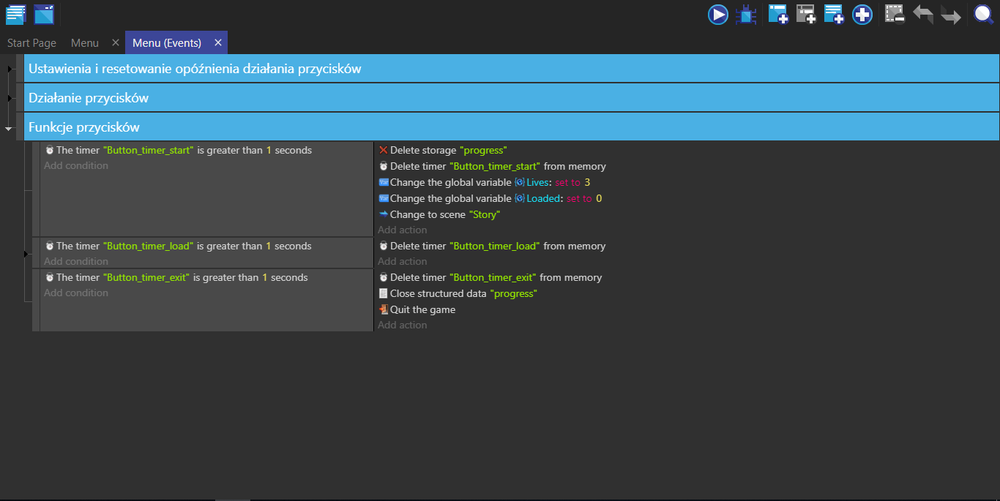 Start Page Menu Menu (Events)
Ustawienia i resetowanie opóźnienia działania przycisków
Działanie przycisków
Funkcje przycisków
The timer "Button_timer_start" is greater than 1 seconds
Add condition
Delete storage "progress"
Delete timer "Button_timer_start" from memory
Change the global variable Lives: set to 3
Change the global variable Loaded: set to 0
Change to scene "Story"
Add action
The timer "Button_timer_load" is greater than 1 seconds
Add condition
Delete timer "Button_timer_load" from memory
Add action
The timer "Button_timer_exit" is greater than 1 seconds
Add condition
Delete timer "Button_timer_exit" from memory
Close structured data "progress"
Quit the game
Add action